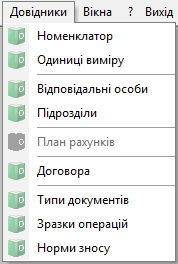 Довідники Вікна ? Вихід
Номенклатор
Одиниці виміру
Відповідальні особи
Підрозділи
План рахунків
Договора
Типи документів
Зразки операцій
Норми зносу